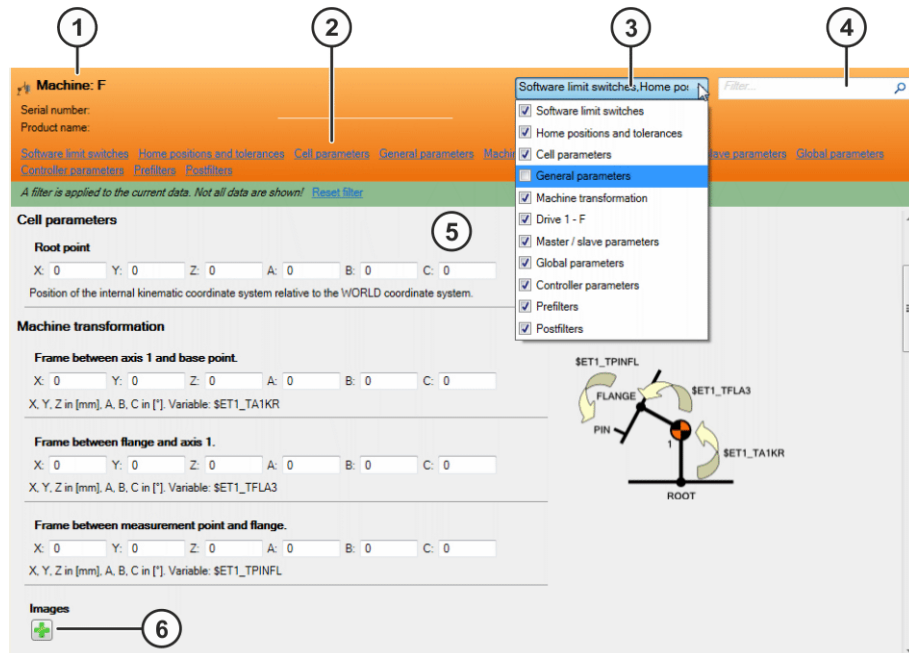 1 2 3 4
Machine: F
Software limit switches,Home pos
Filter...
Serial number:
Product name:
Software limit switches Home positions and tolerances Cell parameters General parameters Machin lave parameters Global parameters
Controller parameters Prefilters Postfilters
A filter is applied to the current data. Not all data are shown! Reset filter
Software limit switches
Home positions and tolerances
Cell parameters
General parameters
Machine transformation
Drive 1 - F
Master / slave parameters
Global parameters
Controller parameters
Prefilters
Postfilters
Cell parameters
5
Root point
X: 0 Y: 0 Z: 0 A: 0 B: 0 C: 0
Position of the internal kinematic coordinate system relative to the WORLD coordinate system.
Machine transformation
Frame between axis 1 and base point.
X: 0 Y: 0 Z: 0 A: 0 B: 0 C: 0
X, Y, Z in [mm], A, B, C in [°]. Variable: $ET1_TA1KR
Frame between flange and axis 1.
X: 0 Y: 0 Z: 0 A: 0 B: 0 C: 0
X, Y, Z in [mm], A, B, C in [°]. Variable: $ET1_TFLA3
Frame between measurement point and flange.
X: 0 Y: 0 Z: 0 A: 0 B: 0 C: 0
X, Y, Z in [mm], A, B, C in [°]. Variable: $ET1_TPINFL
$ET1_TPINFL
$ET1_TFLA3
FLANGE
PIN
1
$ET1_TA1KR
ROOT
Images
6